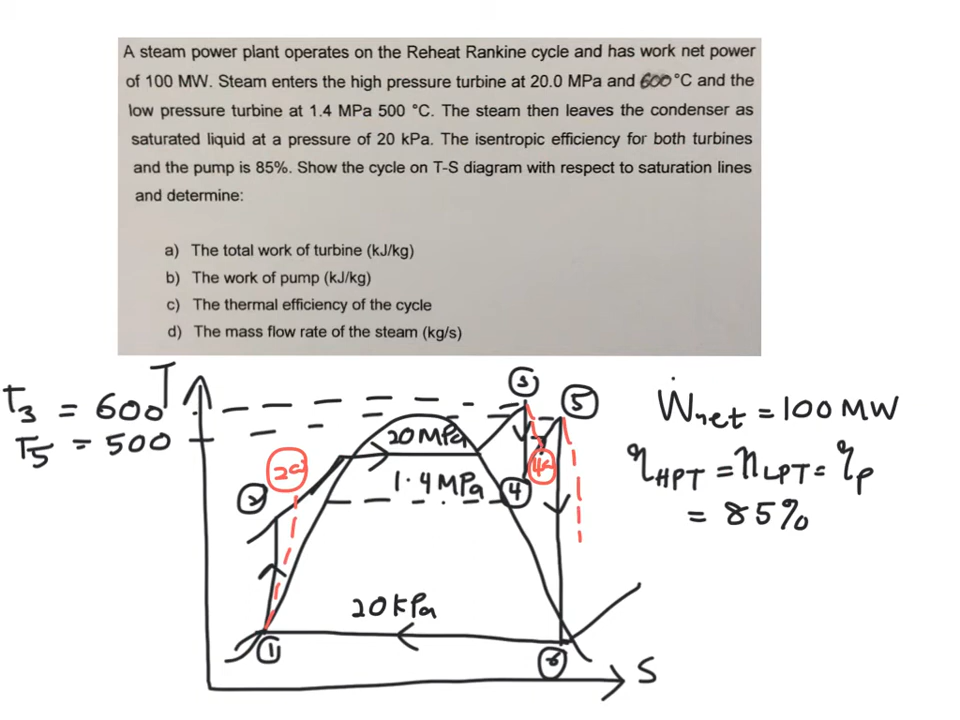 A steam power plant operates on the Reheat Rankine cycle and has work net power
of 100 MW. Steam enters the high pressure turbine at 20.0 MPa and 600 °C and the
low pressure turbine at 1.4 MPa 500 °C. The steam then leaves the condenser as
saturated liquid at a pressure of 20 kPa. The isentropic efficiency for both turbines
and the pump is 85%. Show the cycle on T-S diagram with respect to saturation lines
and determine:
a) The total work of turbine (kJ/kg)
b) The work of pump (kJ/kg)
c) The thermal efficiency of the cycle
d) The mass flow rate of the steam (kg/s)
T
T3 = 600
T5 = 500
3
5
20 MPa
4a
2a
2
1.4 MPa
4
20 kPa
1
6
S
Ẇnet = 100 MW
ηHPT = ηLPT = ηp
= 85%